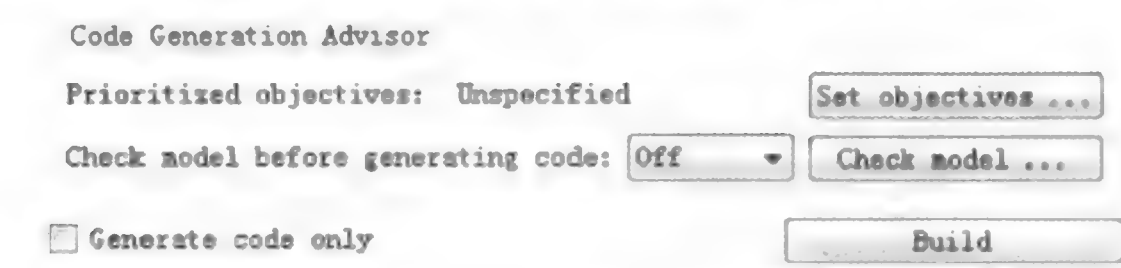 Code Generation Advisor
Prioritized objectives: Unspecified Set objectives ...
Check model before generating code: Off Check model ...
Generate code only Build